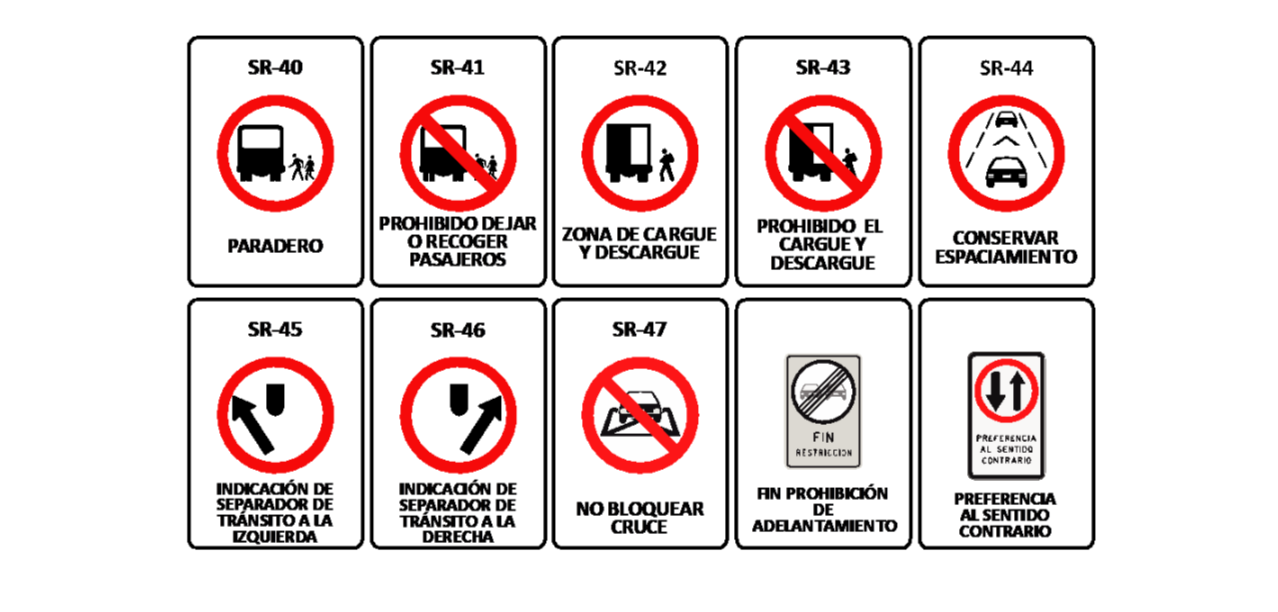 SR-40
PARADERO
SR-41
PROHIBIDO DEJAR
O RECOGER
PASAJEROS
SR-42
ZONA DE CARGUE
Y DESCARGUE
SR-43
PROHIBIDO EL
CARGUE Y
DESCARGUE
SR-44
CONSERVAR
ESPACIAMIENTO
SR-45
INDICACIÓN DE
SEPARADOR DE
TRÁNSITO A LA
IZQUIERDA
SR-46
INDICACIÓN DE
SEPARADOR DE
TRÁNSITO A LA
DERECHA
SR-47
NO BLOQUEAR
CRUCE
FIN
RESTRICCION
FIN PROHIBICIÓN
DE
ADELANTAMIENTO
PREFERENCIA
AL SENTIDO
CONTRARIO
PREFERENCIA
AL SENTIDO
CONTRARIO